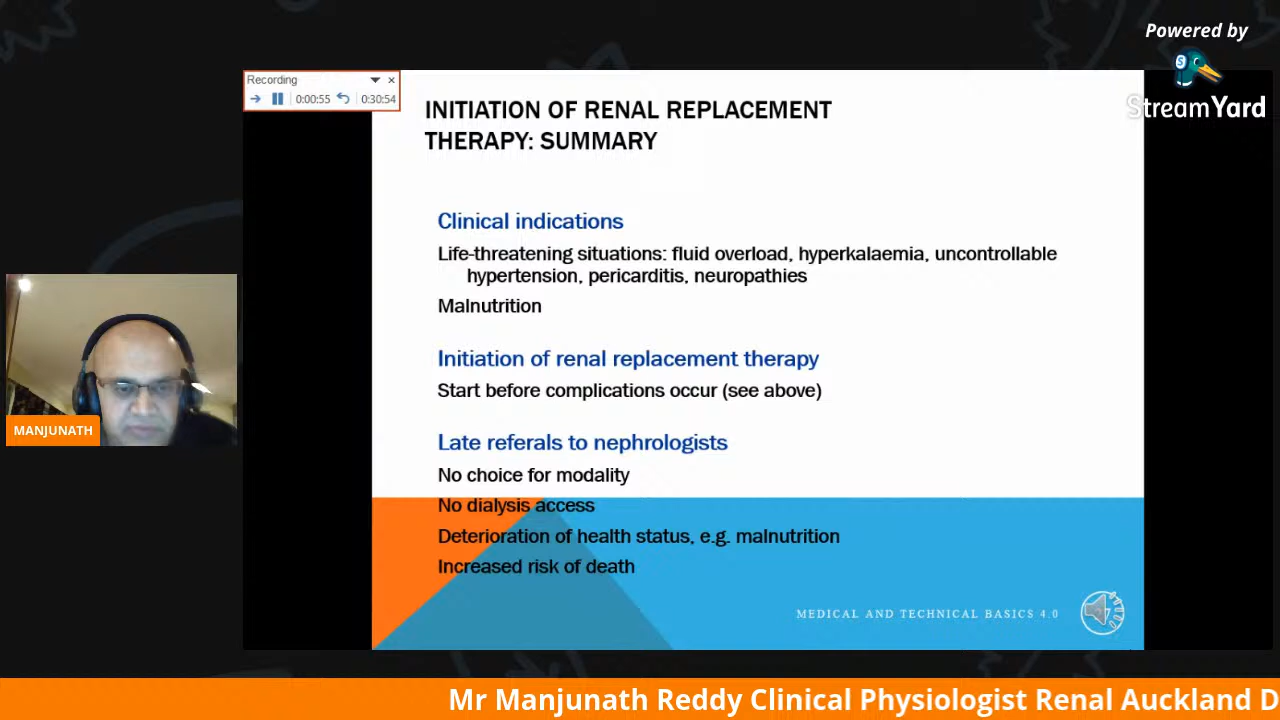 Powered by
StreamYard
Recording
0:00:55 0:30:54
INITIATION OF RENAL REPLACEMENT
THERAPY: SUMMARY
Clinical indications
Life-threatening situations: fluid overload, hyperkalaemia, uncontrollable
hypertension, pericarditis, neuropathies
Malnutrition
Initiation of renal replacement therapy
Start before complications occur (see above)
Late referals to nephrologists
No choice for modality
No dialysis access
Deterioration of health status, e.g. malnutrition
Increased risk of death
MEDICAL AND TECHNICAL BASICS 4.0
MANJUNATH
Mr Manjunath Reddy Clinical Physiologist Renal Auckland D